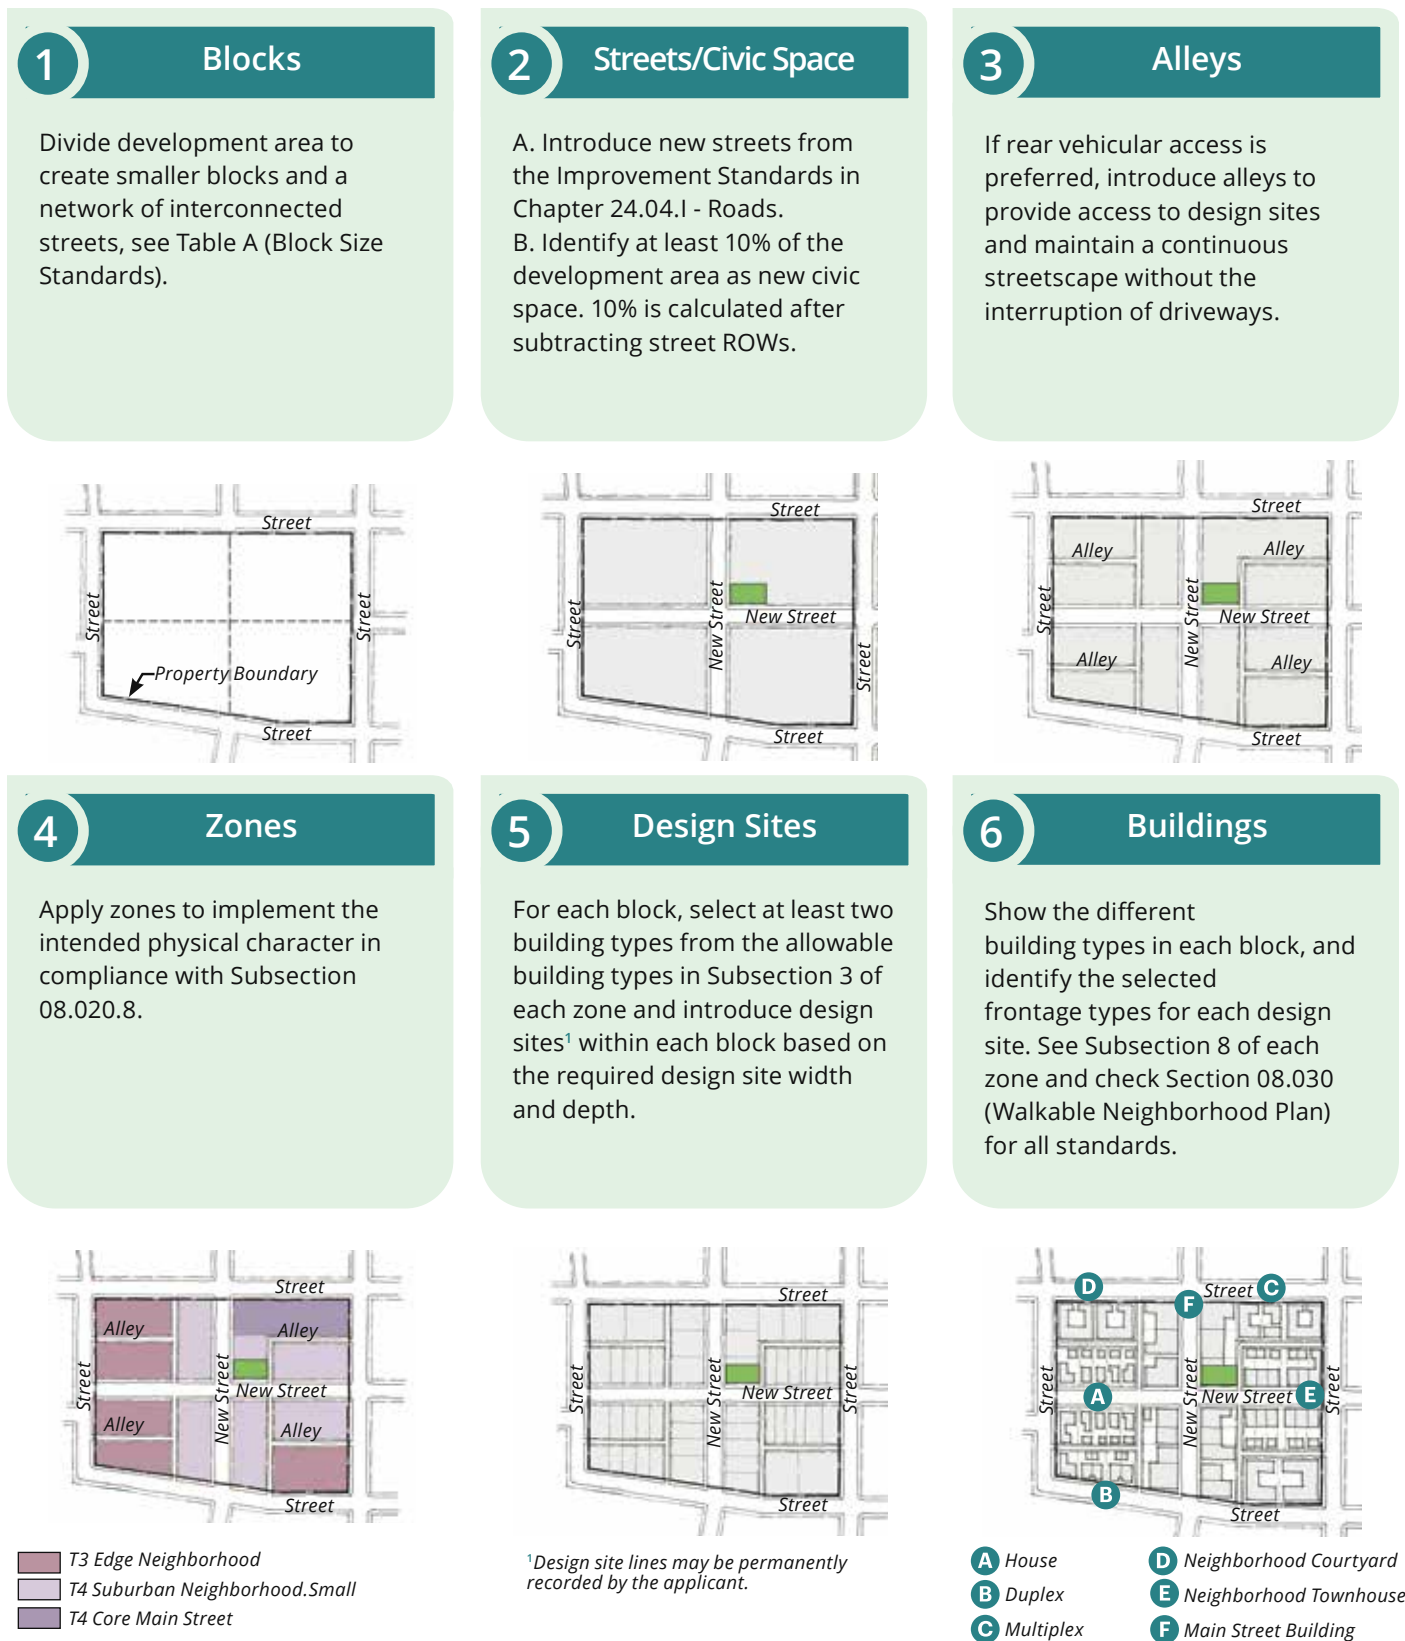 1
Blocks
Divide development area to
create smaller blocks and a
network of interconnected
streets, see Table A (Block Size
Standards).
2
Streets/Civic Space
A. Introduce new streets from
the Improvement Standards in
Chapter 24.04.I - Roads.
B. Identify at least 10% of the
development area as new civic
space. 10% is calculated after
subtracting street ROWs.
3
Alleys
If rear vehicular access is
preferred, introduce alleys to
provide access to design sites
and maintain a continuous
streetscape without the
interruption of driveways.
Street
Street
Street
Property Boundary
Street
Street
Street
New Street
New Street
Street
Street
Street
Alley
Alley
Street
New Street
New Street
Alley
Alley
Street
4
Zones
Apply zones to implement the
intended physical character in
compliance with Subsection
08.020.8.
5
Design Sites
For each block, select at least two
building types from the allowable
building types in Subsection 3 of
each zone and introduce design
sites¹ within each block based on
the required design site width
and depth.
6
Buildings
Show the different
building types in each block, and
identify the selected
frontage types for each design
site. See Subsection 8 of each
zone and check Section 08.030
(Walkable Neighborhood Plan)
for all standards.
Street
Alley
Alley
Street
New Street
New Street
Alley
Alley
Street
T3 Edge Neighborhood
T4 Suburban Neighborhood.Small
T4 Core Main Street
Street
Street
New Street
New Street
Street
Street
¹Design site lines may be permanently
recorded by the applicant.
D
F
Street
C
Street
A
New Street
New Street
E
Street
B
Street
A House
B Duplex
C Multiplex
D Neighborhood Courtyard
E Neighborhood Townhouse
F Main Street Building